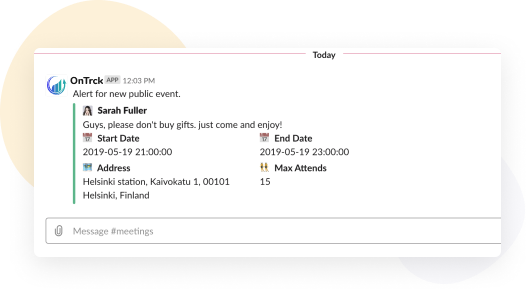 Today
OnTrck APP 12:03 PM
Alert for new public event.
Sarah Fuller
Guys, please don't buy gifts. just come and enjoy!
Start Date End Date
2019-05-19 21:00:00 2019-05-19 23:00:00
Address Max Attends
Helsinki station, Kaivokatu 1, 00101 15
Helsinki, Finland
Message #meetings